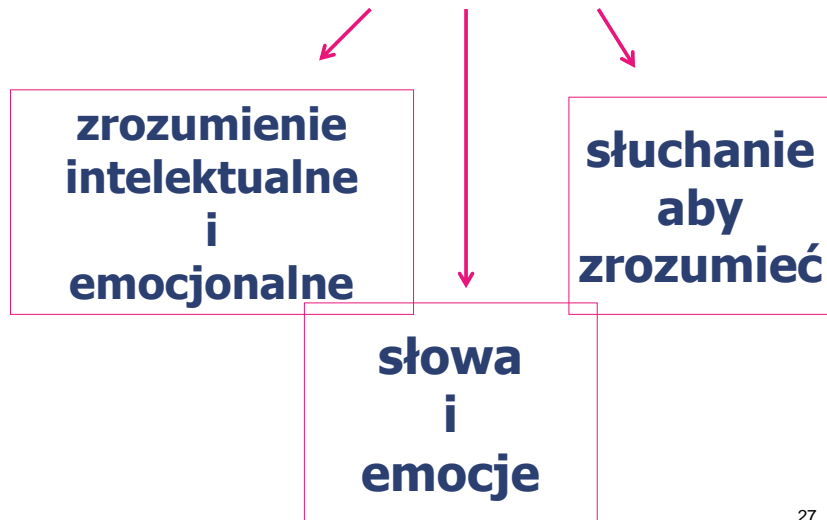 zrozumienie
intelektualne
i
emocjonalne
słuchanie
aby
zrozumieć
słowa
i
emocje
27